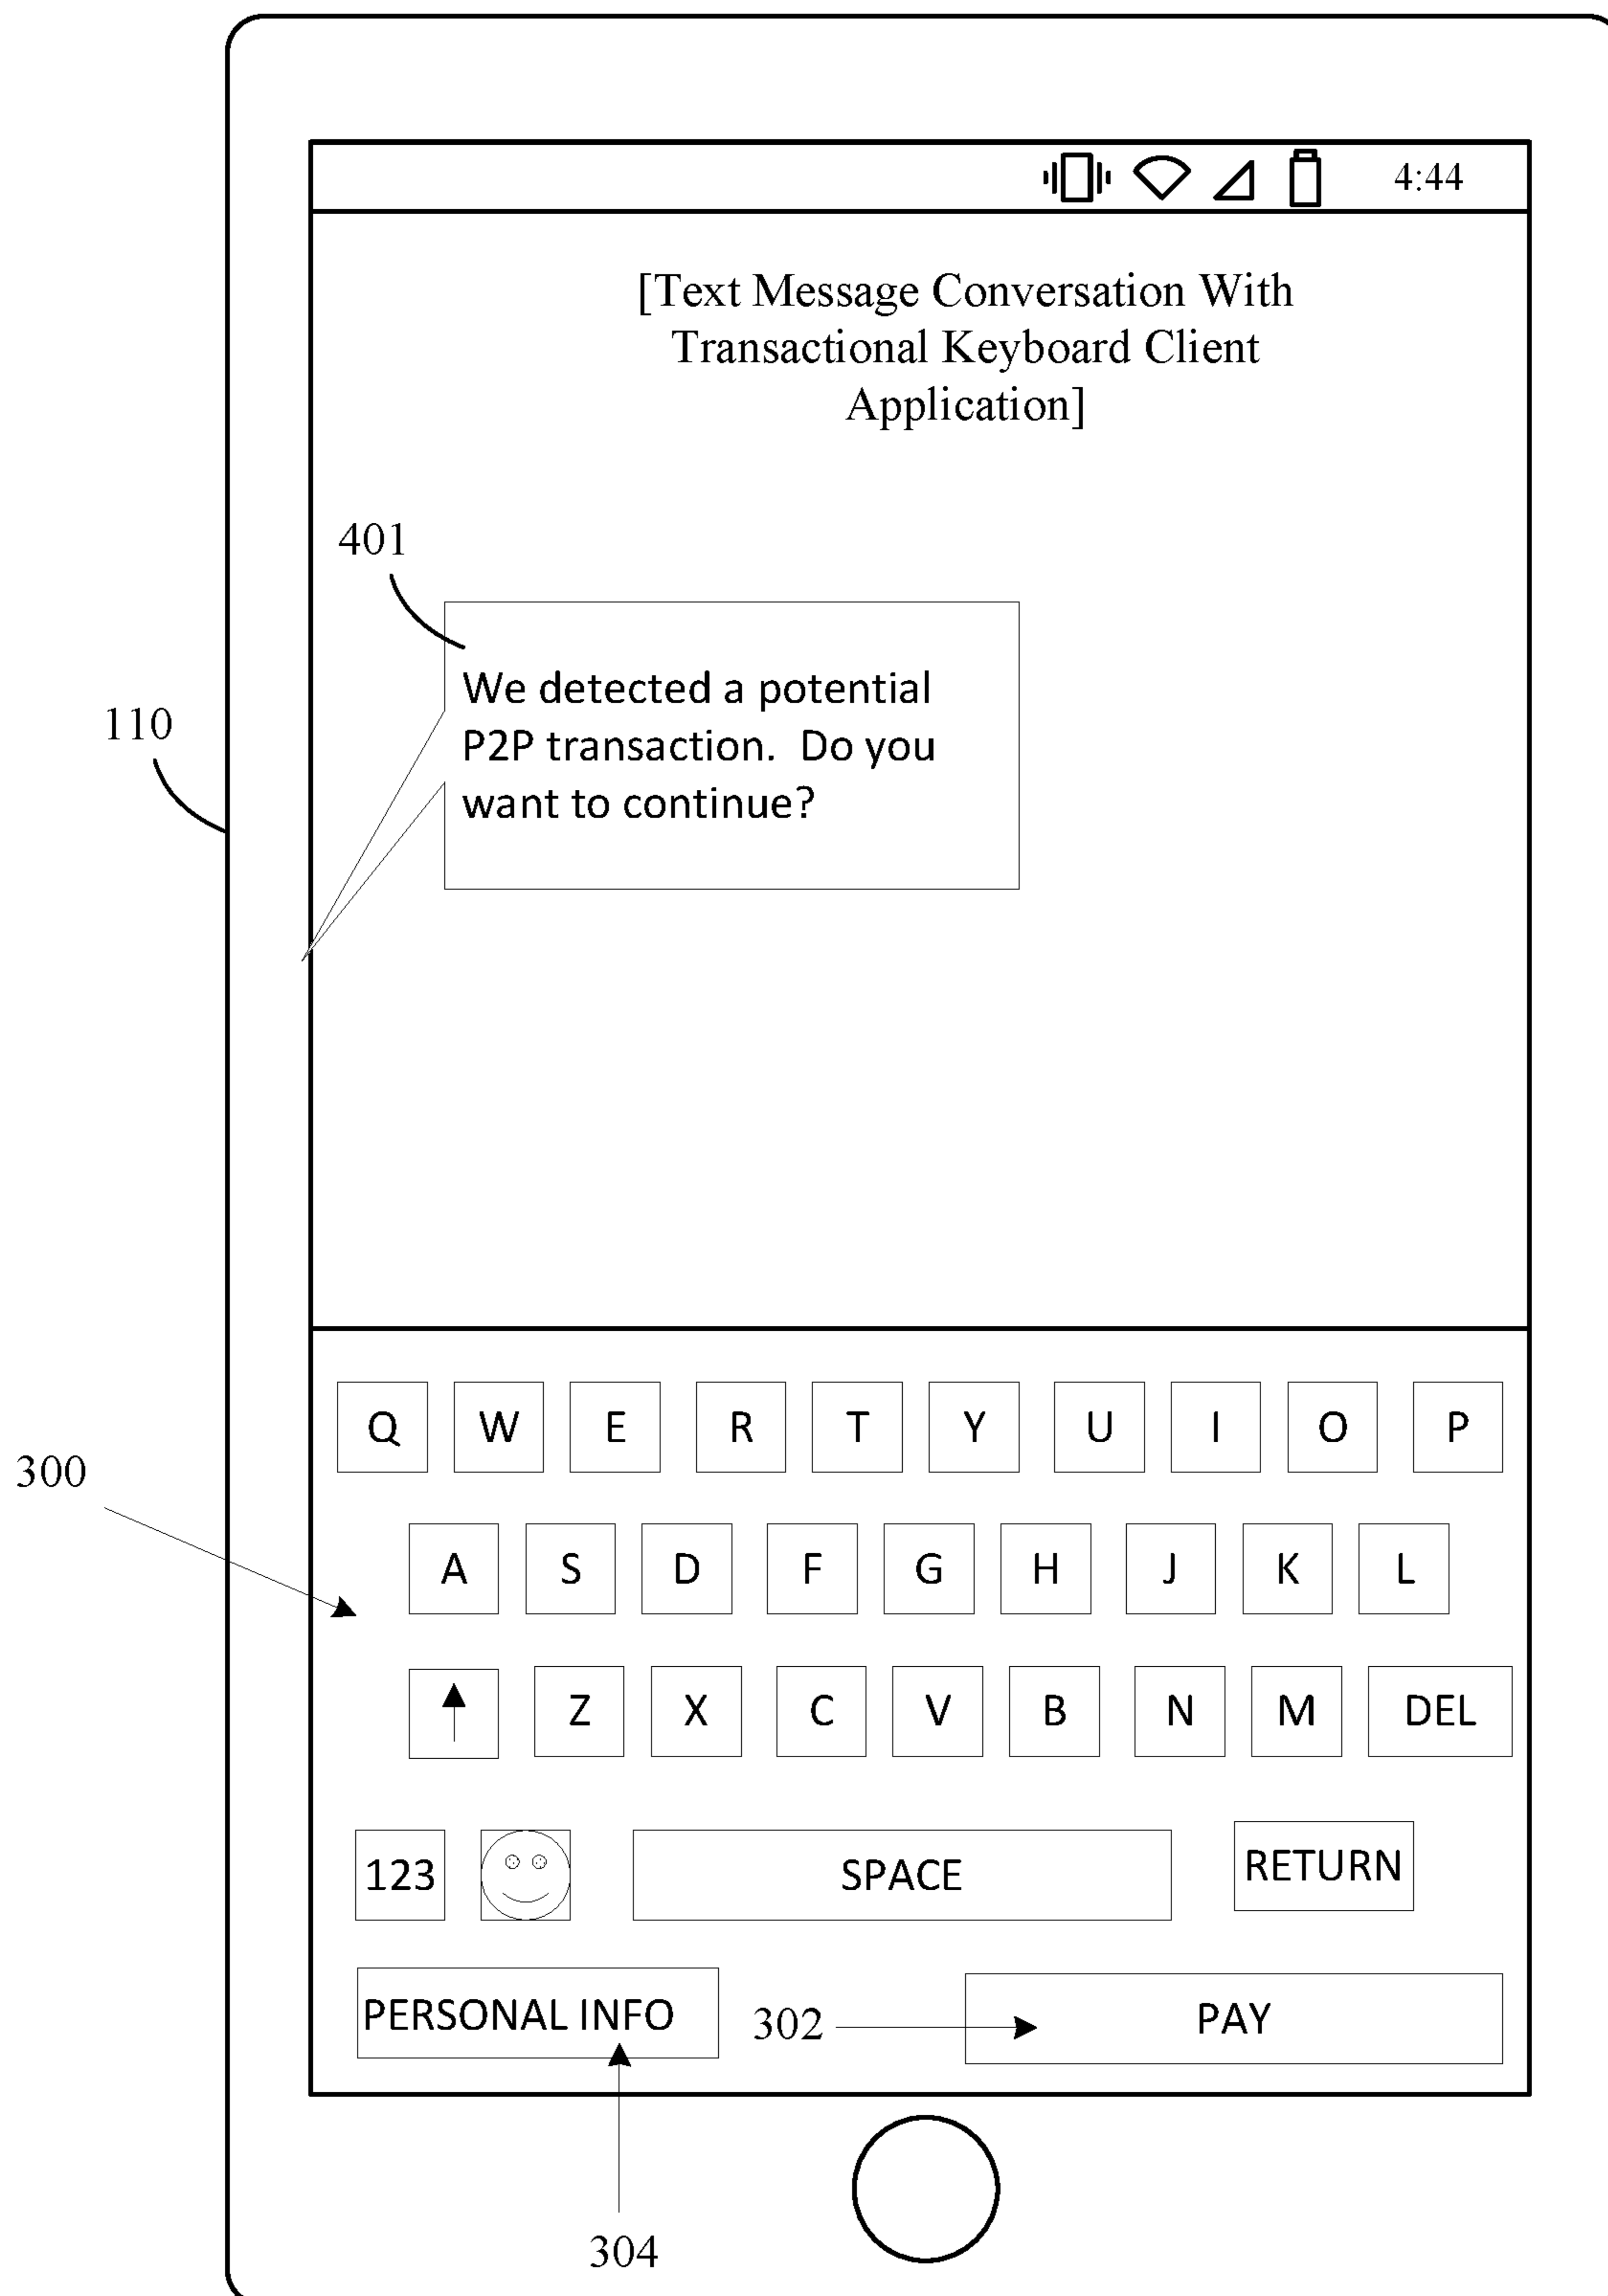 4:44
[Text Message Conversation With
Transactional Keyboard Client
Application]
401
We detected a potential
P2P transaction.  Do you
want to continue?
110
Q W E R T Y U I O P
300
A S D F G H J K L
Z X C V B N M DEL
123 SPACE RETURN
PERSONAL INFO 302 PAY
304